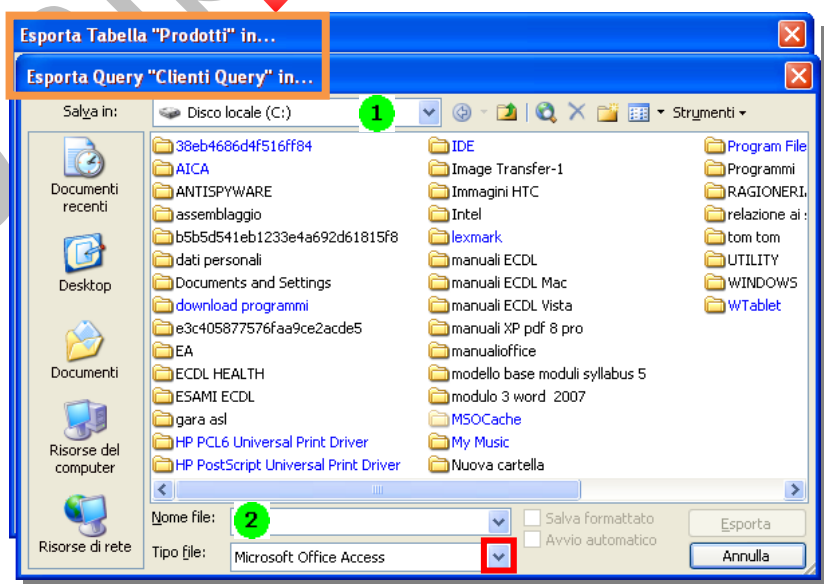 Esporta Tabella "Prodotti" in...
Esporta Query "Clienti Query" in...
Salva in:
Disco locale (C:)
1
Strumenti
Documenti
recenti
Desktop
Documenti
Risorse del
computer
Risorse di rete
38eb4686d4f516ff84
AICA
ANTISPYWARE
assemblaggio
b5b5d541eb1233e4a692d61815f8
dati personali
Documents and Settings
download programmi
e3c405877576faa9ce2acde5
EA
ECDL HEALTH
ESAMI ECDL
gara asl
HP PCL6 Universal Print Driver
HP PostScript Universal Print Driver
IDE
Image Transfer-1
Immagini HTC
Intel
lexmark
manuali ECDL
manuali ECDL Mac
manuali ECDL Vista
manuali XP pdf 8 pro
manualioffice
modello base moduli syllabus 5
modulo 3 word 2007
MSOCache
My Music
Nuova cartella
Program File
Programmi
RAGIONERI
relazione ai
tom tom
UTILITY
WINDOWS
WTablet
Nome file:
2
Salva formattato
Avvio automatico
Esporta
Tipo file:
Microsoft Office Access
Annulla